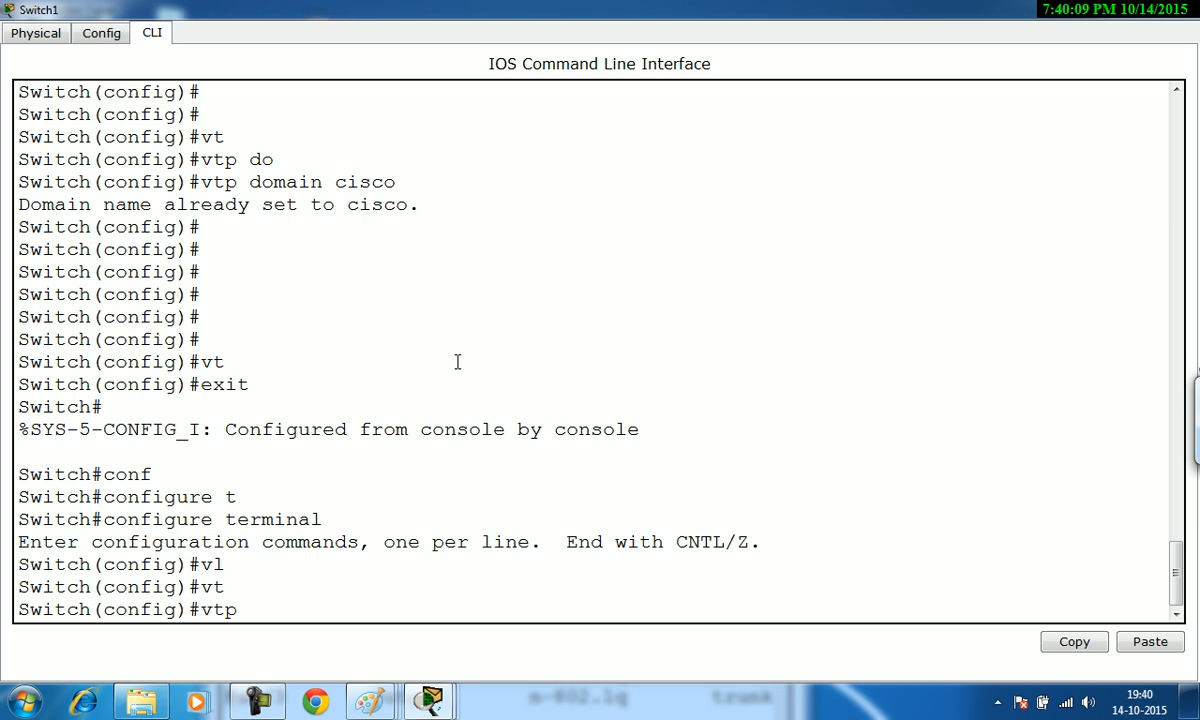 Switch1
7:40:09 PM 10/14/2015
Physical Config CLI
IOS Command Line Interface
Switch(config)#
Switch(config)#
Switch(config)#vt
Switch(config)#vtp do
Switch(config)#vtp domain cisco
Domain name already set to cisco.
Switch(config)#
Switch(config)#
Switch(config)#
Switch(config)#
Switch(config)#
Switch(config)#
Switch(config)#vt
Switch(config)#exit
Switch#
%SYS-5-CONFIG_I: Configured from console by console
Switch#conf
Switch#configure t
Switch#configure terminal
Enter configuration commands, one per line.  End with CNTL/Z.
Switch(config)#vl
Switch(config)#vt
Switch(config)#vtp
Copy Paste
n-802.1q trunk
19:40
14-10-2015